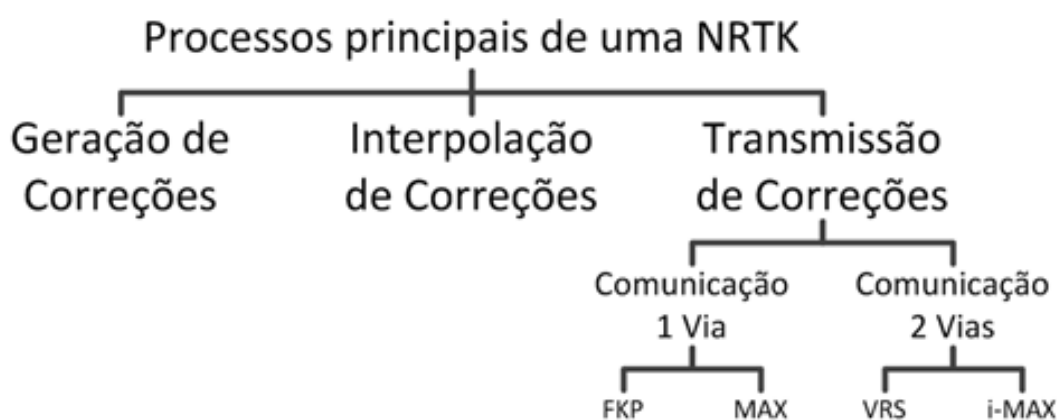 Processos principais de uma NRTK
Geração de
Correções
Interpolação
de Correções
Transmissão
de Correções
Comunicação
1 Via
Comunicação
2 Vias
FKP
MAX
VRS
i-MAX